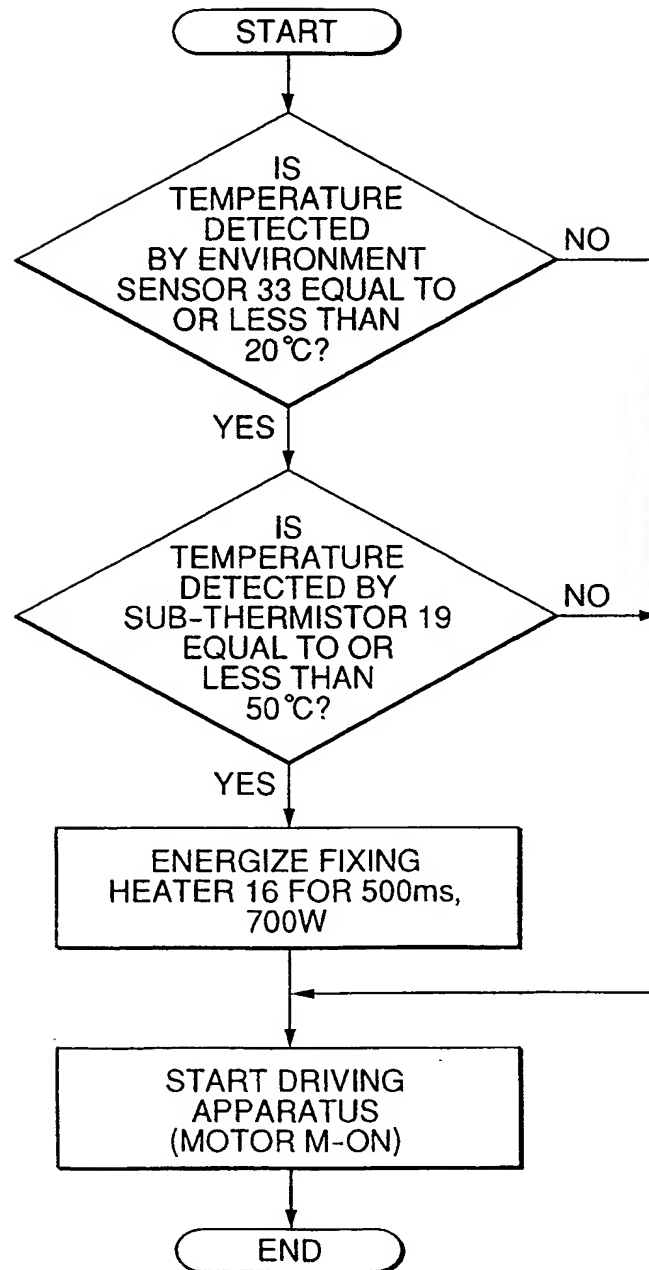 START
IS
TEMPERATURE
DETECTED
BY ENVIRONMENT
SENSOR 33 EQUAL TO
OR LESS THAN
20°C?
NO
YES
IS
TEMPERATURE
DETECTED BY
SUB-THERMISTOR 19
EQUAL TO OR
LESS THAN
50°C?
NO
YES
ENERGIZE FIXING
HEATER 16 FOR 500ms,
700W
START DRIVING
APPARATUS
(MOTOR M-ON)
END